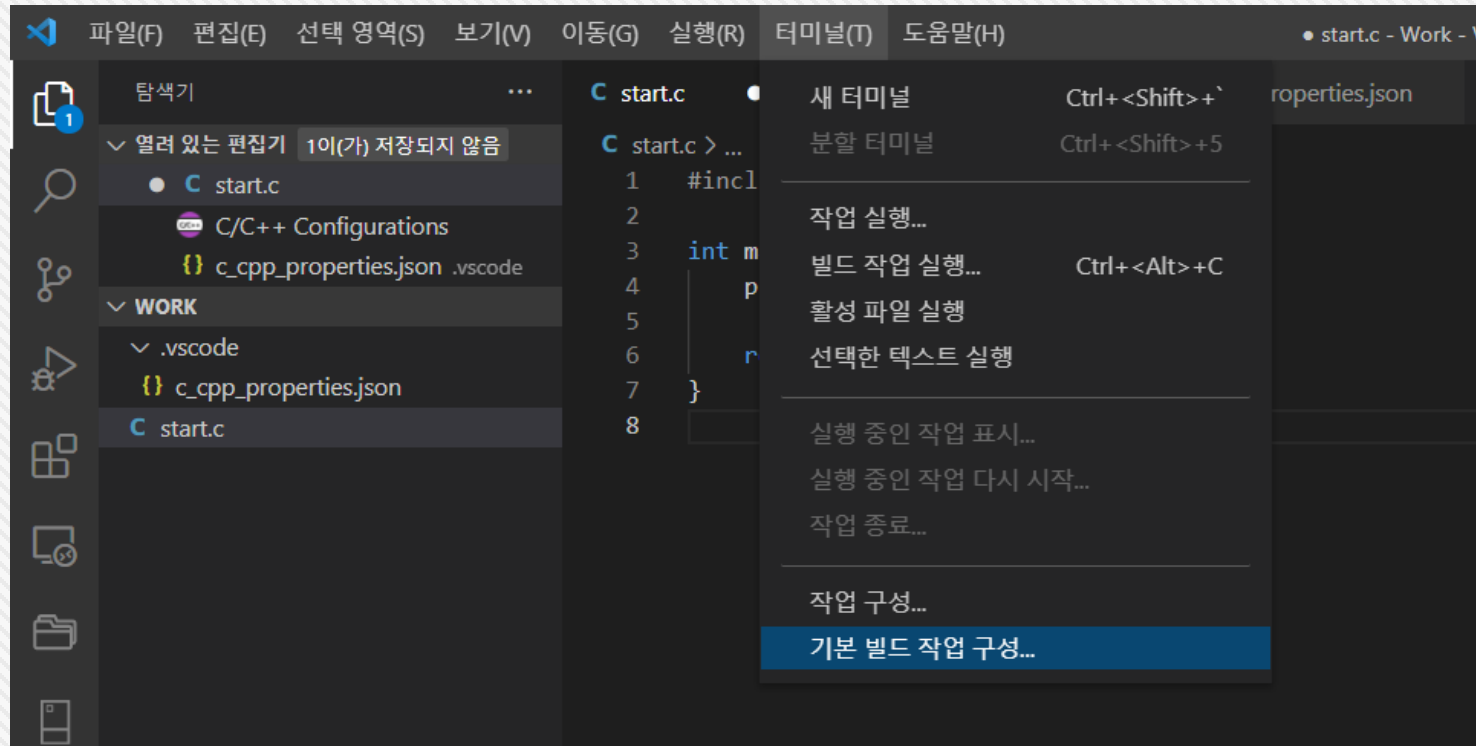 파일(F) 편집(E) 선택 영역(S) 보기(V) 이동(G) 실행(R) 터미널(T) 도움말(H) ● start.c - Work -
탐색기 ···
열려 있는 편집기 1이(가) 저장되지 않음
● C start.c
C/C++ Configurations
{} c_cpp_properties.json .vscode
WORK
.vscode
{} c_cpp_properties.json
C start.c
1
C start.c ● roperties.json
C start.c > ...
1 #incl
2
3 int m
4 p
5
6 r
7 }
8
새 터미널 Ctrl+<Shift>+`
분할 터미널 Ctrl+<Shift>+5
작업 실행...
빌드 작업 실행... Ctrl+<Alt>+C
활성 파일 실행
선택한 텍스트 실행
실행 중인 작업 표시...
실행 중인 작업 다시 시작...
작업 종료...
작업 구성...
기본 빌드 작업 구성...